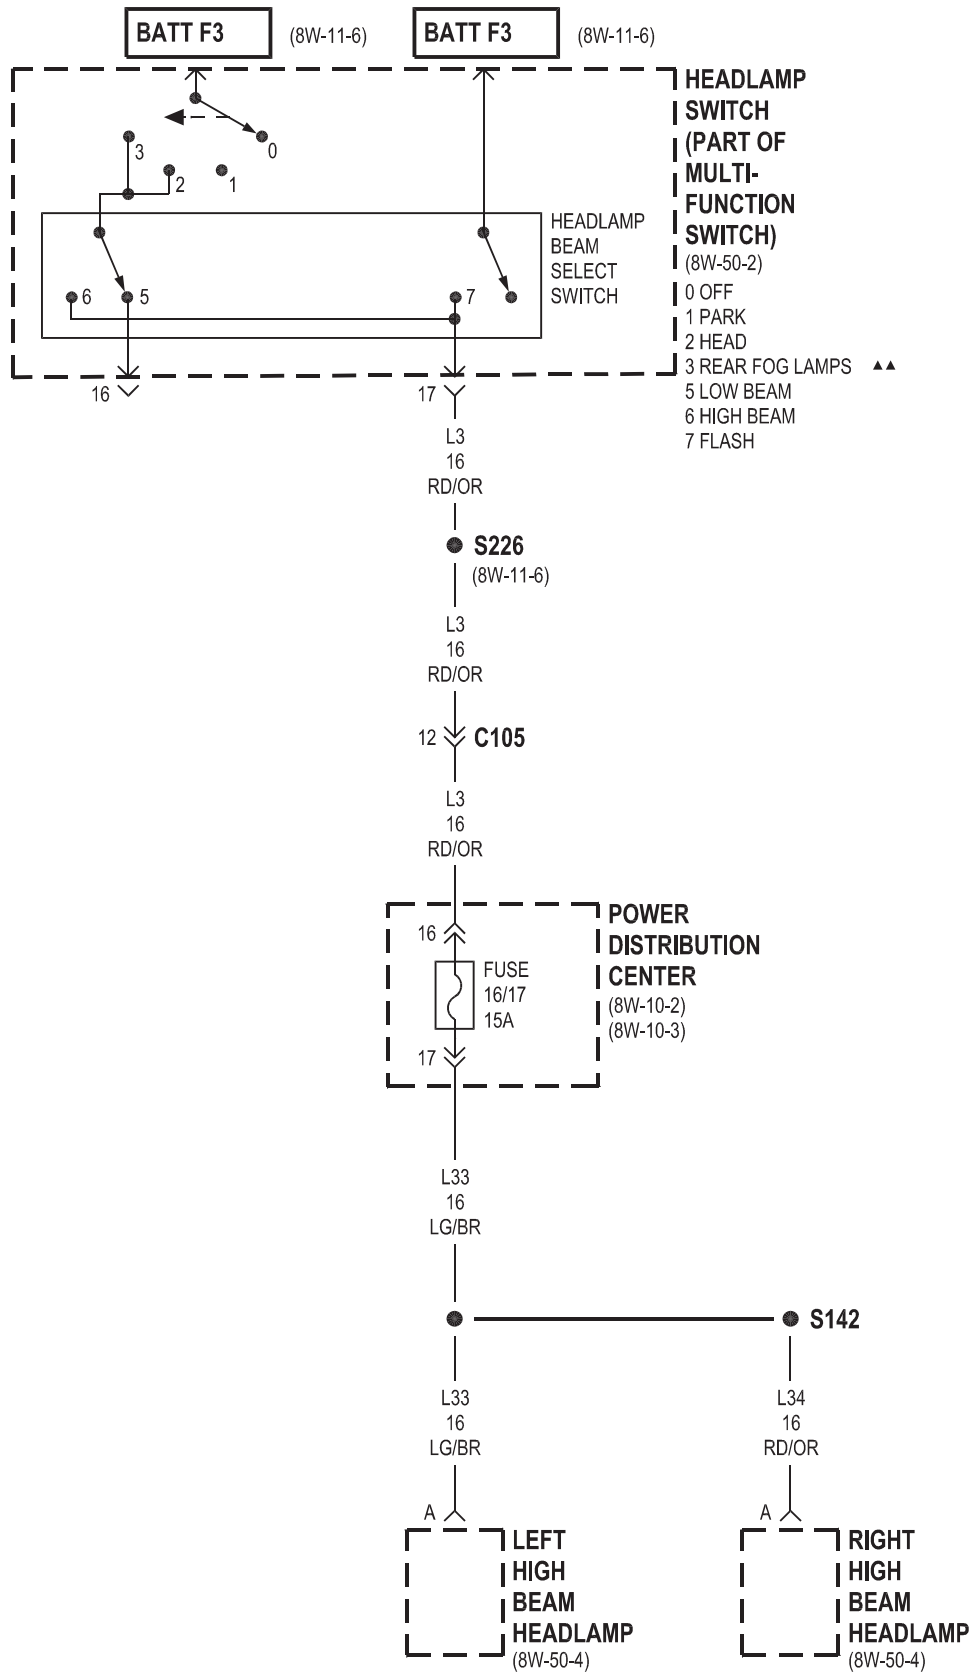 BATT F3 (8W-11-6)
BATT F3 (8W-11-6)
HEADLAMP
SWITCH
(PART OF
MULTI-
FUNCTION
SWITCH)
(8W-50-2)
0 OFF
1 PARK
2 HEAD
3 REAR FOG LAMPS ▲▲
5 LOW BEAM
6 HIGH BEAM
7 FLASH
3
0
2
1
HEADLAMP
BEAM
SELECT
SWITCH
6
5
7
16
17
L3
16
RD/OR
S226
(8W-11-6)
L3
16
RD/OR
12
C105
L3
16
RD/OR
POWER
DISTRIBUTION
CENTER
(8W-10-2)
(8W-10-3)
16
FUSE
16/17
15A
17
L33
16
LG/BR
S142
L33
16
LG/BR
L34
16
RD/OR
A
LEFT
HIGH
BEAM
HEADLAMP
(8W-50-4)
A
RIGHT
HIGH
BEAM
HEADLAMP
(8W-50-4)